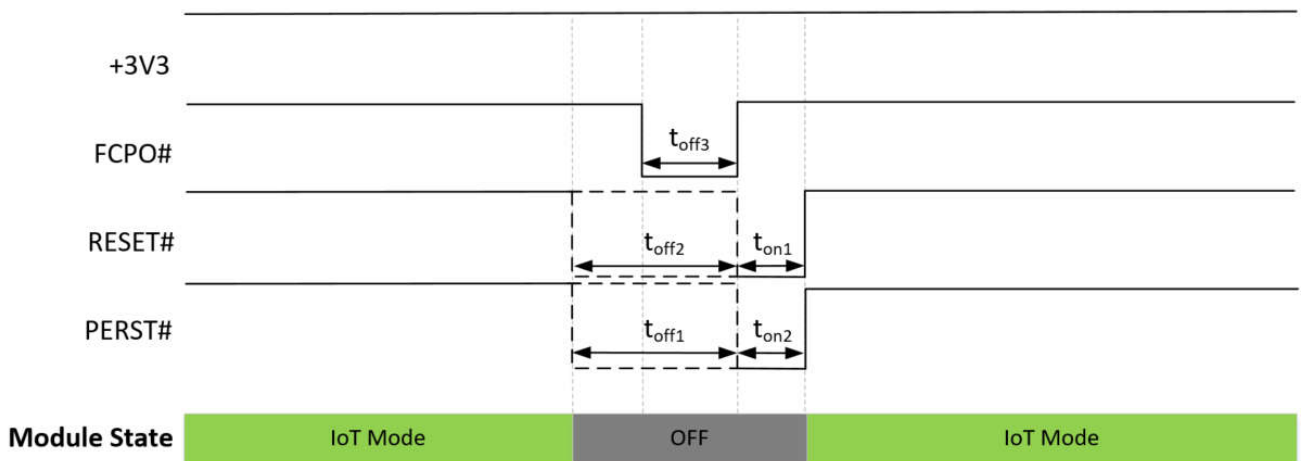 +3V3
FCPO#
toff3
RESET#
toff2 ton1
PERST#
toff1 ton2
Module State IoT Mode OFF IoT Mode